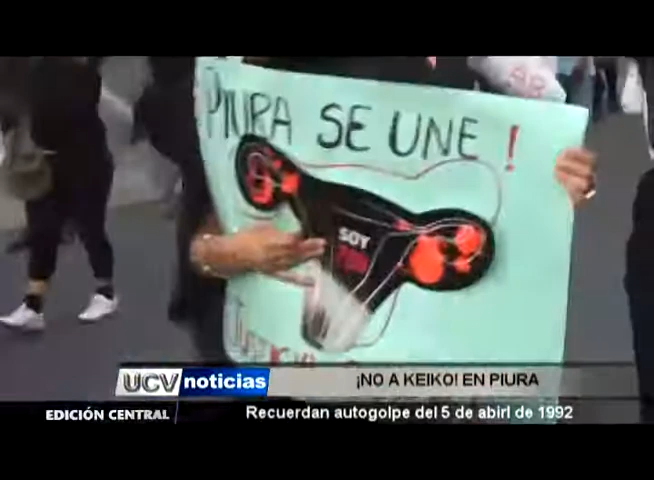 PIURA SE UNE !
SOY
UCV noticias
¡NO A KEIKO! EN PIURA
EDICIÓN CENTRAL
Recuerdan autogolpe del 5 de abirl de 1992